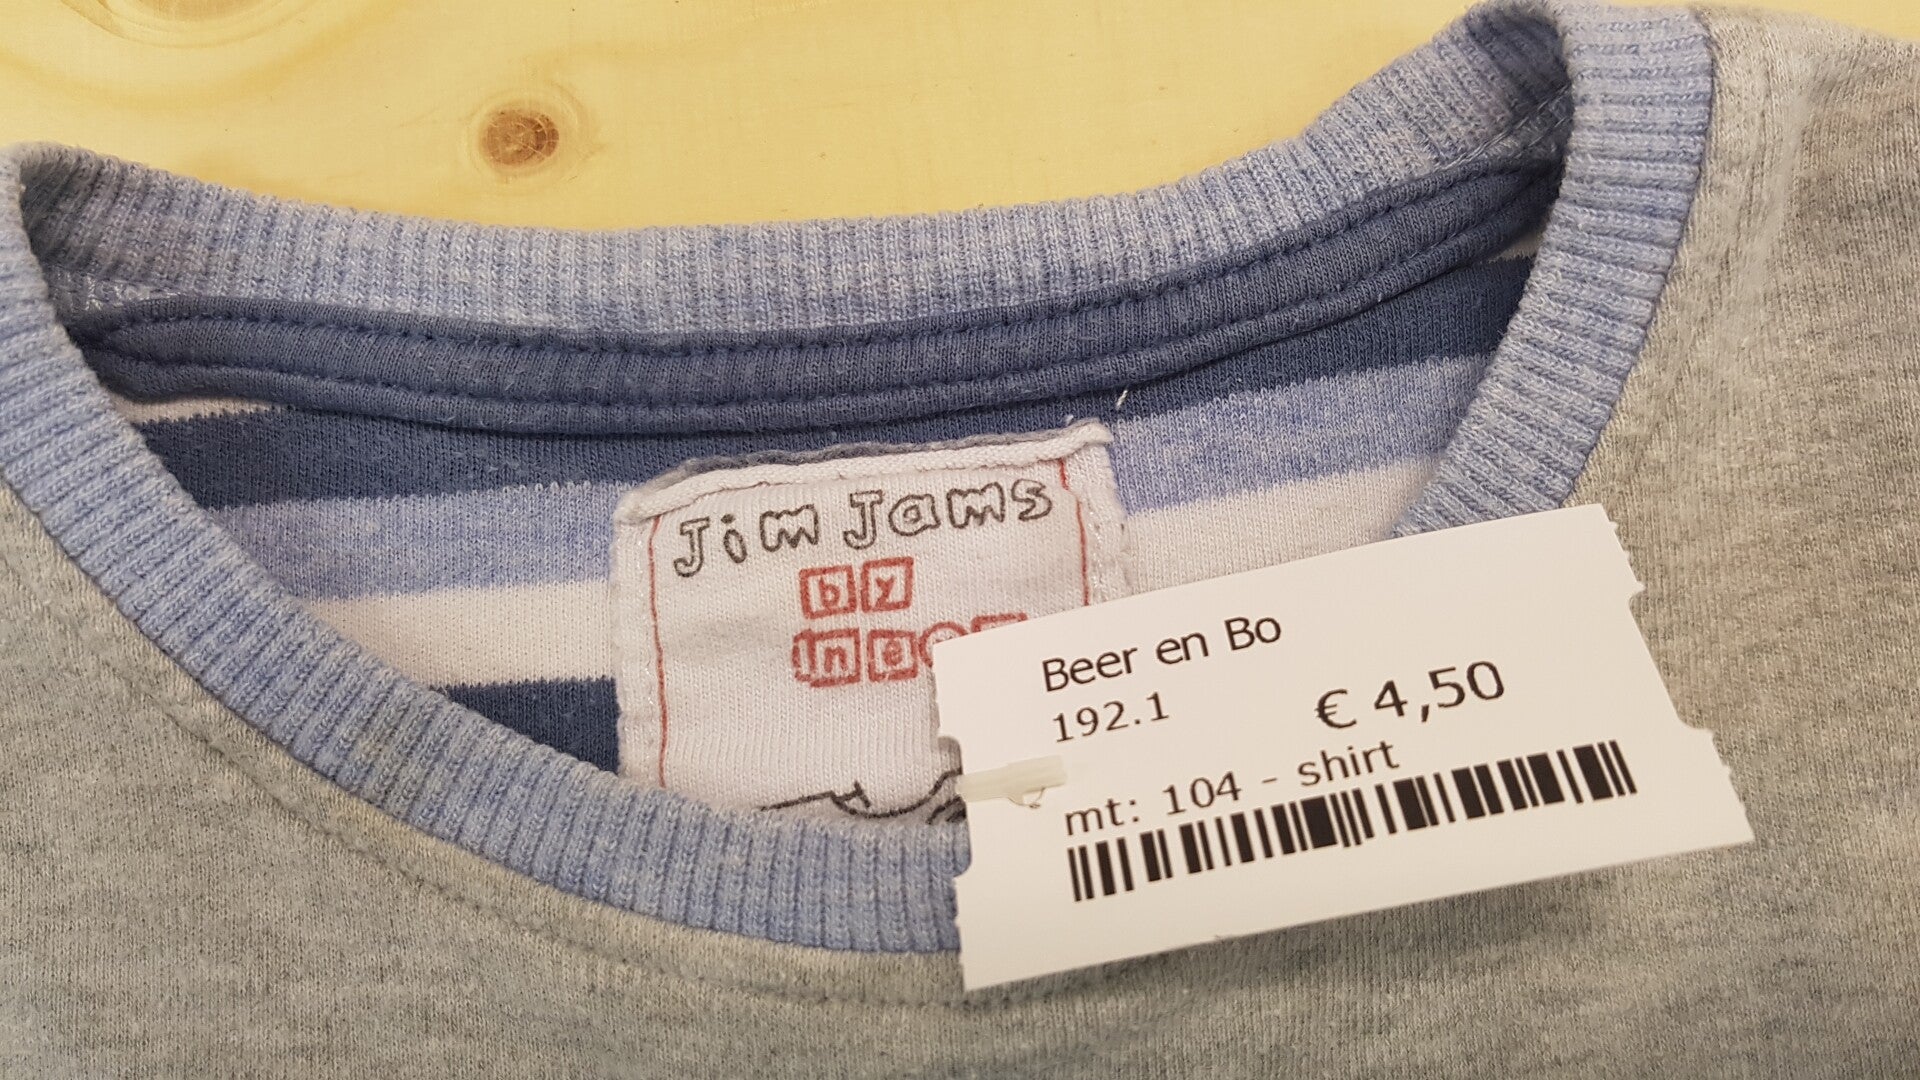 Jim Jams
by
Beer en Bo
192.1
€ 4,50
mt: 104 - shirt